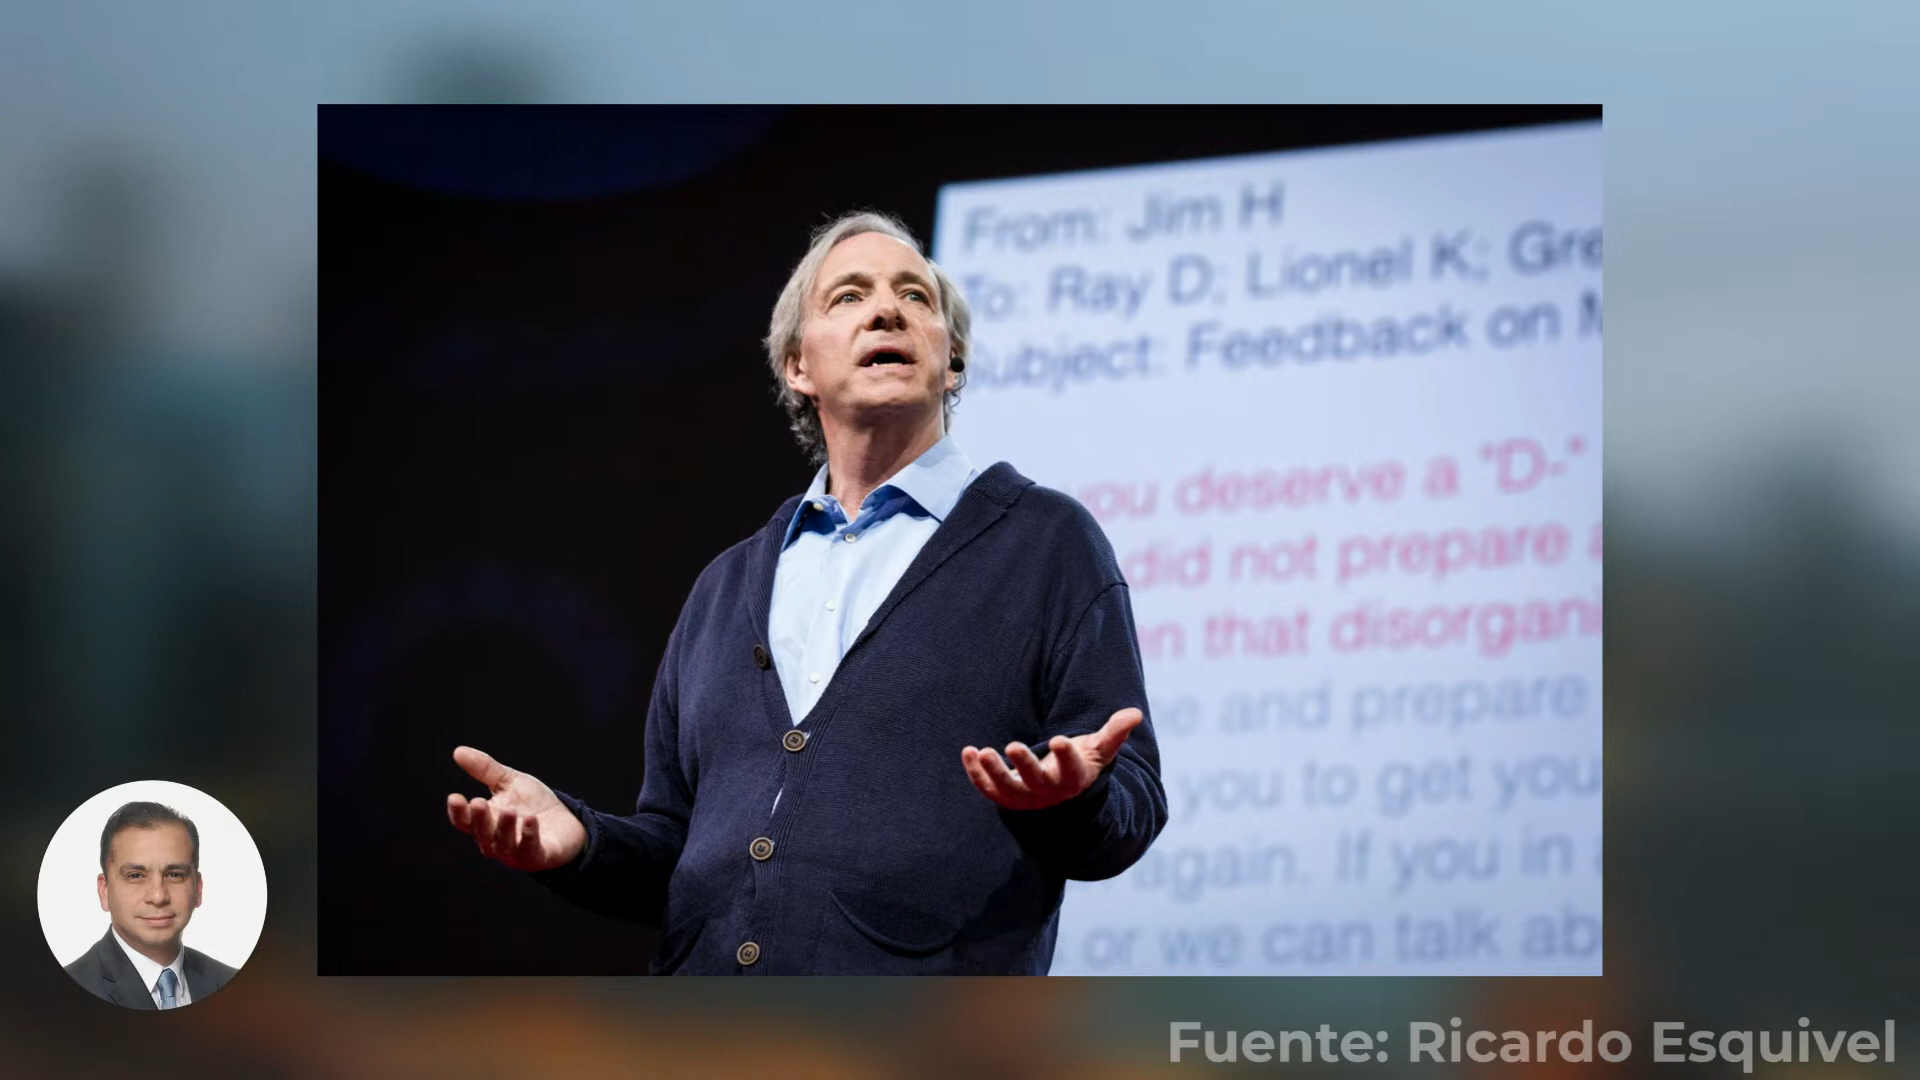 From: Jim H
To: Ray D; Lionel K; Gre
Subject: Feedback on
you deserve a "D-"
did not prepare
that disorgani
and prepare
you to get you
again. If you in
or we can talk ab
Fuente: Ricardo Esquivel